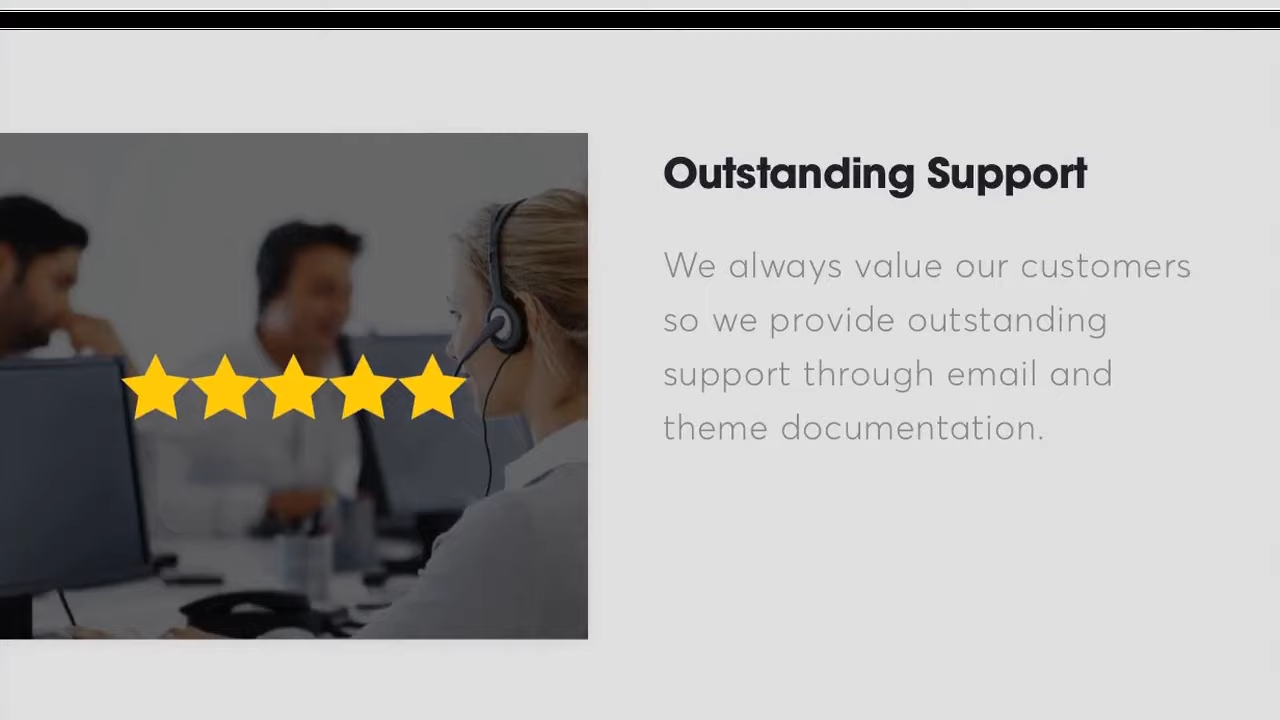 Outstanding Support
We always value our customers
so we provide outstanding
support through email and
theme documentation.